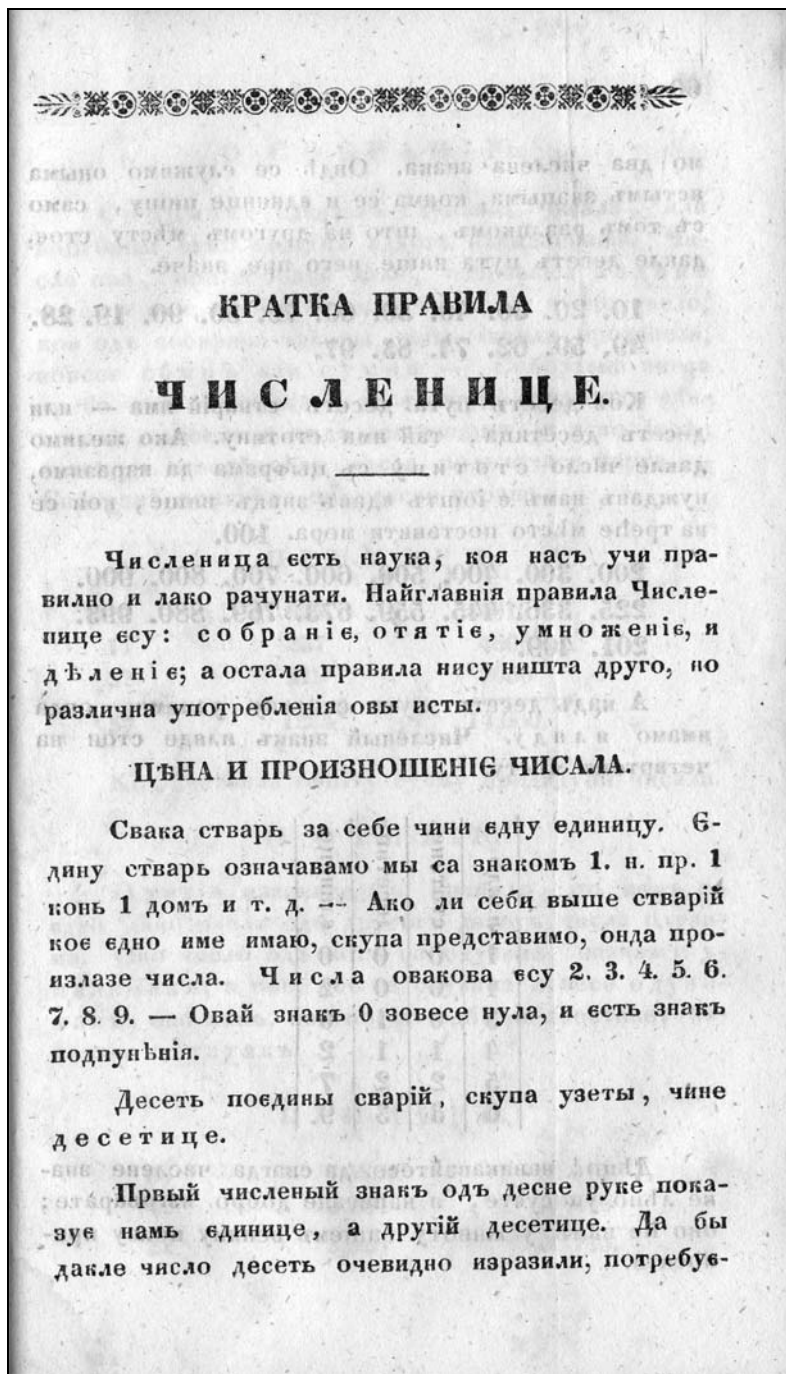 КРАТКА ПРАВИЛА
ЧИСЛЕНИЦЕ.
Численица єсть наука, коя насъ учи пра-
вилно и лако рачунати. Найглавнія правила Числе-
нице єсу: собраніє, отятіє, умноженіє, и
дѣленіє; а остала правила нису ништа друго, но
различна употребленія овы исты.
ЦѢНА И ПРОИЗНОШЕНІЄ ЧИСАЛА.
Свака стварь за себе чини єдну единицу. Є-
дину стварь означавамо мы са знакомъ 1. н. пр. 1
конь 1 домъ и т. д. — Ако ли себи выше стварій
коє єдно име имаю, скупа представимо, онда про-
излазе числа. Числа овакова єсу 2. 3. 4. 5. 6.
7. 8. 9. — Овай знакъ 0 зовесе нула, и єсть знакъ
подпунѣнія.
Десеть поєдины сварій, скупа узеты, чине
десетице.
Првый численый знакъ одъ десне руке пока-
зує намь єдинице, а другій десетице. Да бы
дакле число десеть очевидно изразили, потребує-